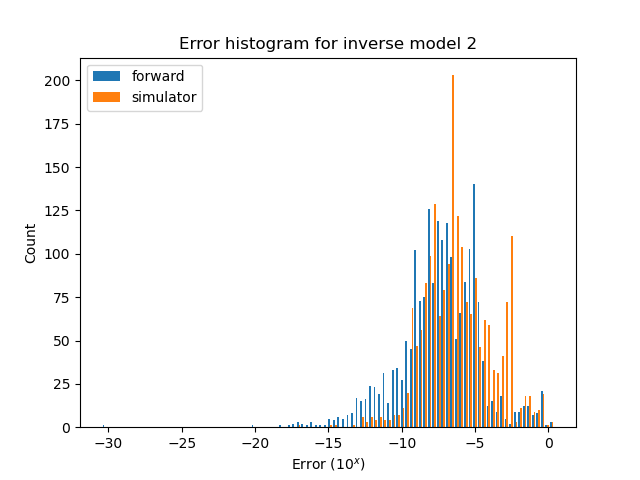 Error histogram for inverse model 2
forward
simulator
200
175
150
125
100
75
50
25
0
Count
−30 −25 −20 −15 −10 −5 0
Error (10^x)